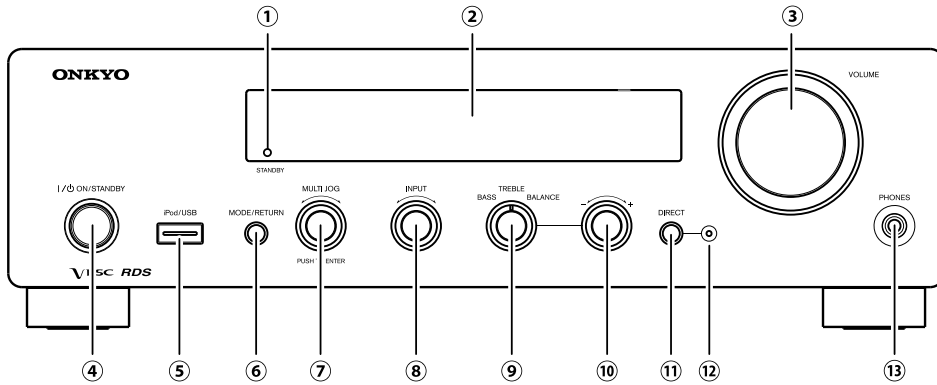 ① ② ③
ONKYO
VOLUME
STANDBY
I/⏻ ON/STANDBY
iPod/USB
MODE/RETURN
MULTI JOG
PUSH TO ENTER
INPUT
BASS TREBLE BALANCE
− +
DIRECT
PHONES
RDS
④ ⑤ ⑥ ⑦ ⑧ ⑨ ⑩ ⑪ ⑫ ⑬